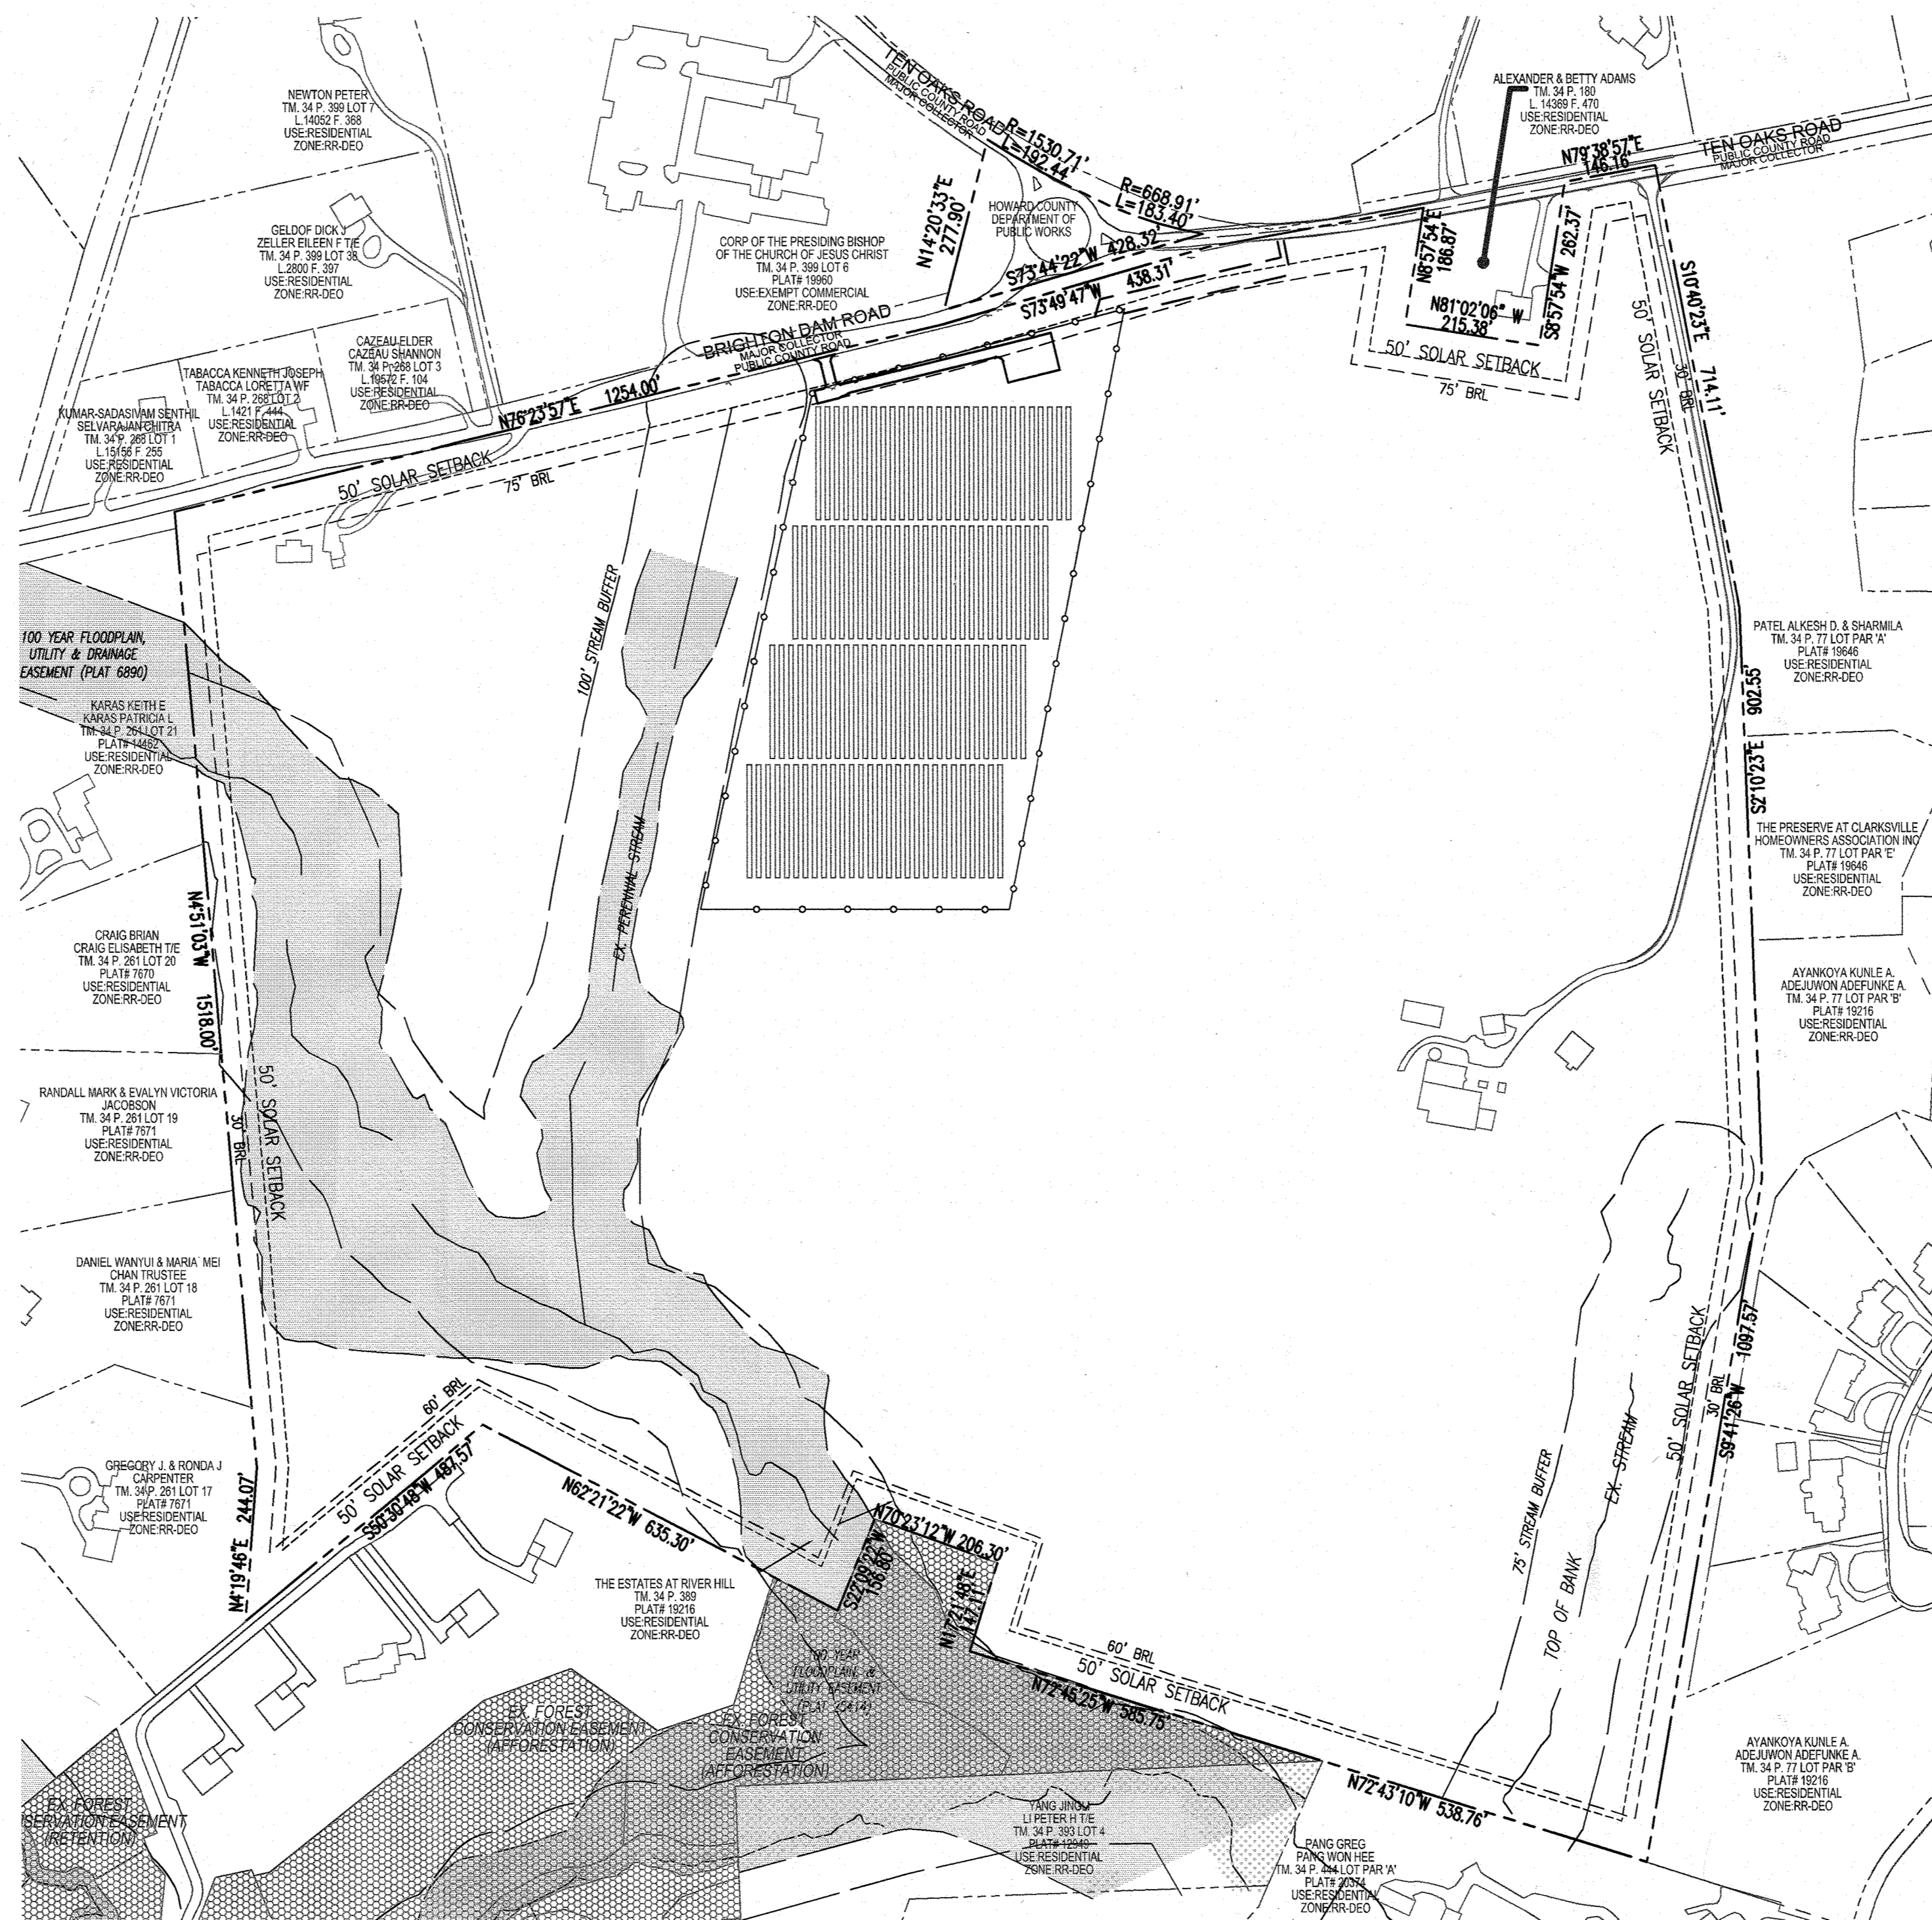 NEWTON PETER
TM. 34 P. 399 LOT 7
L.14052 F. 368
USE:RESIDENTIAL
ZONE:RR-DEO
GELDOF DICK J
ZELLER EILEEN F T/E
TM. 34 P. 399 LOT 38
L.2800 F. 397
USE:RESIDENTIAL
ZONE:RR-DEO
CAZEAU ELDER
CAZEAU SHANNON
TM. 34 P. 268 LOT 3
L.19572 F. 104
USE:RESIDENTIAL
ZONE:RR-DEO
TABACCA KENNETH JOSEPH
TABACCA LORETTA WF
TM. 34 P. 268 LOT 2
L.1421 F. 444
USE:RESIDENTIAL
ZONE:RR-DEO
KUMAR-SADASIVAM SENTHIL
SELVARAJAN CHITRA
TM. 34 P. 268 LOT 1
L.15156 F. 255
USE:RESIDENTIAL
ZONE:RR-DEO
CORP OF THE PRESIDING BISHOP
OF THE CHURCH OF JESUS CHRIST
TM. 34 P. 399 LOT 6
PLAT# 19960
USE:EXEMPT COMMERCIAL
ZONE:RR-DEO
TEN OAKS ROAD
PUBLIC COUNTY ROAD
MAJOR COLLECTOR
R=1530.71'
L=192.44'
R=668.91'
L=183.40'
HOWARD COUNTY
DEPARTMENT OF
PUBLIC WORKS
N14°20'33"E
277.90'
S73°44'22"W 428.32'
S73°49'47"W 438.31'
BRIGHTON DAM ROAD
MAJOR COLLECTOR
PUBLIC COUNTY ROAD
N76°23'57"E 1254.00'
50' SOLAR SETBACK
75' BRL
ALEXANDER & BETTY ADAMS
TM. 34 P. 180
L. 14369 F. 470
USE:RESIDENTIAL
ZONE:RR-DEO
N79°38'57"E
146.16'
TEN OAKS ROAD
PUBLIC COUNTY ROAD
MAJOR COLLECTOR
N8°57'54"E
186.87'
N81°02'06" W
215.38'
S8°57'54"W 262.37'
50' SOLAR SETBACK
75' BRL
S10°40'23"E 714.11'
50' SOLAR SETBACK
30' BRL
100' STREAM BUFFER
EX. PERENNIAL STREAM
100 YEAR FLOODPLAIN,
UTILITY & DRAINAGE
EASEMENT (PLAT 6890)
KARAS KEITH E
KARAS PATRICIA L
TM. 34 P. 261 LOT 21
PLAT# 14462
USE:RESIDENTIAL
ZONE:RR-DEO
PATEL ALKESH D. & SHARMILA
TM. 34 P. 77 LOT PAR 'A'
PLAT# 19646
USE:RESIDENTIAL
ZONE:RR-DEO
S2°10'23"E 902.55'
THE PRESERVE AT CLARKSVILLE
HOMEOWNERS ASSOCIATION INC
TM. 34 P. 77 LOT PAR 'E'
PLAT# 19646
USE:RESIDENTIAL
ZONE:RR-DEO
CRAIG BRIAN
CRAIG ELISABETH T/E
TM. 34 P. 261 LOT 20
PLAT# 7670
USE:RESIDENTIAL
ZONE:RR-DEO
N4°51'03"W 1518.00'
AYANKOYA KUNLE A.
ADEJUWON ADEFUNKE A.
TM. 34 P. 77 LOT PAR 'B'
PLAT# 19216
USE:RESIDENTIAL
ZONE:RR-DEO
RANDALL MARK & EVALYN VICTORIA
JACOBSON
TM. 34 P. 261 LOT 19
PLAT# 7671
USE:RESIDENTIAL
ZONE:RR-DEO
30' BRL
50' SOLAR SETBACK
DANIEL WANYUI & MARIA MEI
CHAN TRUSTEE
TM. 34 P. 261 LOT 18
PLAT# 7671
USE:RESIDENTIAL
ZONE:RR-DEO
GREGORY J. & RONDA J
CARPENTER
TM. 34 P. 261 LOT 17
PLAT# 7671
USE:RESIDENTIAL
ZONE:RR-DEO
N4°19'46"E 244.07'
60' BRL
50' SOLAR SETBACK
S50°30'48"W 487.57'
N62°21'22"W 635.30'
S22°09'22"W
156.80'
N70°23'12"W 206.30'
N17°21'48"E
147.11'
THE ESTATES AT RIVER HILL
TM. 34 P. 389
PLAT# 19216
USE:RESIDENTIAL
ZONE:RR-DEO
60' BRL
50' SOLAR SETBACK
N72°45'25"W 585.75'
N72°43'10"W 538.76'
75' STREAM BUFFER
TOP OF BANK
EX. STREAM
50' SOLAR SETBACK
30' BRL
S9°41'26"W 1097.57'
100 YEAR
FLOODPLAIN &
UTILITY EASEMENT
EX. FOREST
CONSERVATION EASEMENT
(AFFORESTATION)
EX. FOREST
CONSERVATION
EASEMENT
(AFFORESTATION)
EX. FOREST
SERVATION EASEMENT
(RETENTION)
YANG JINGLI
LI PETER H T/E
TM. 34 P. 393 LOT 4
PLAT# 12949
USE:RESIDENTIAL
ZONE:RR-DEO
PANG GREG
PANG WON HEE
TM. 34 P. 444 LOT PAR 'A'
PLAT# 20374
USE:RESIDENTIAL
ZONE:RR-DEO
AYANKOYA KUNLE A.
ADEJUWON ADEFUNKE A.
TM. 34 P. 77 LOT PAR 'B'
PLAT# 19216
USE:RESIDENTIAL
ZONE:RR-DEO